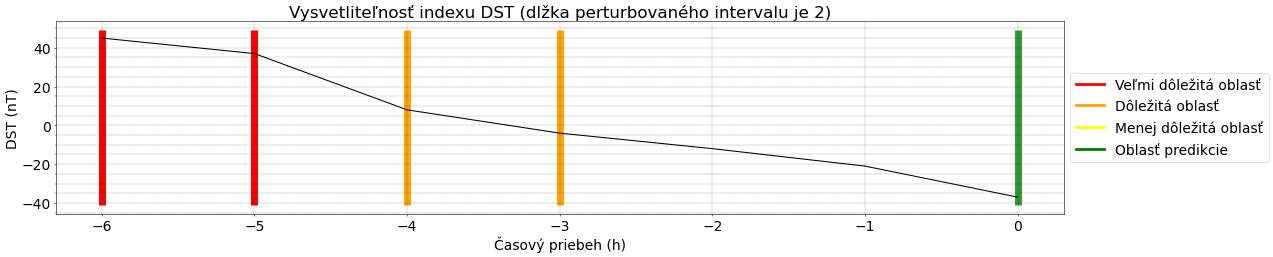 Vysvetliteľnosť indexu DST (dĺžka perturbovaného intervalu je 2)
DST (nT)
40
20
0
−20
−40
−6 −5 −4 −3 −2 −1 0
Časový priebeh (h)
Veľmi dôležitá oblasť
Dôležitá oblasť
Menej dôležitá oblasť
Oblasť predikcie